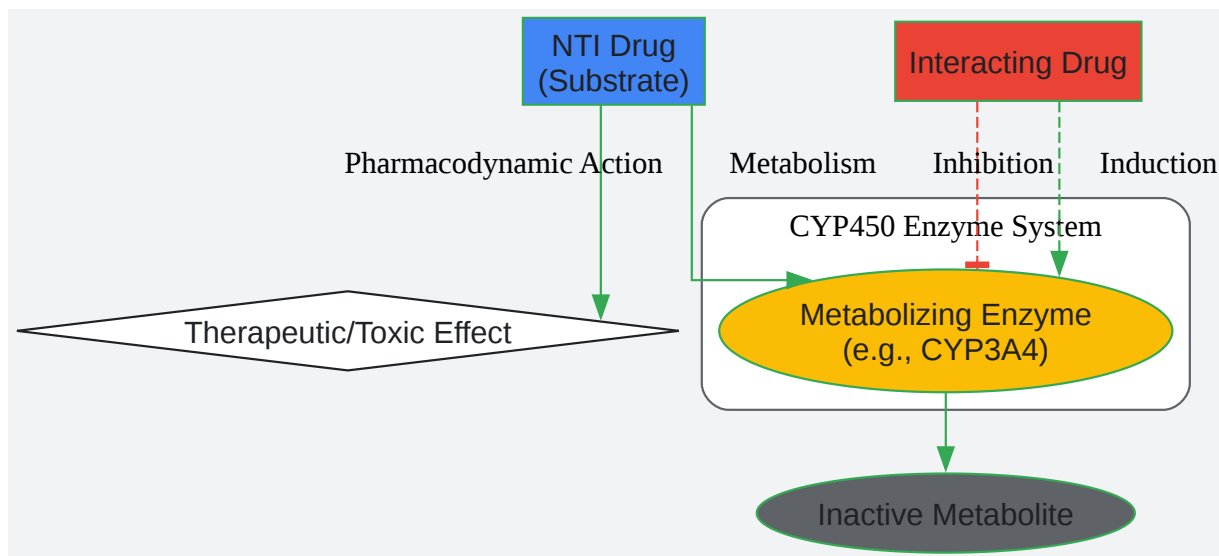 NTI Drug
(Substrate)
Interacting Drug
Pharmacodynamic Action
Metabolism
Inhibition
Induction
CYP450 Enzyme System
Therapeutic/Toxic Effect
Metabolizing Enzyme
(e.g., CYP3A4)
Inactive Metabolite